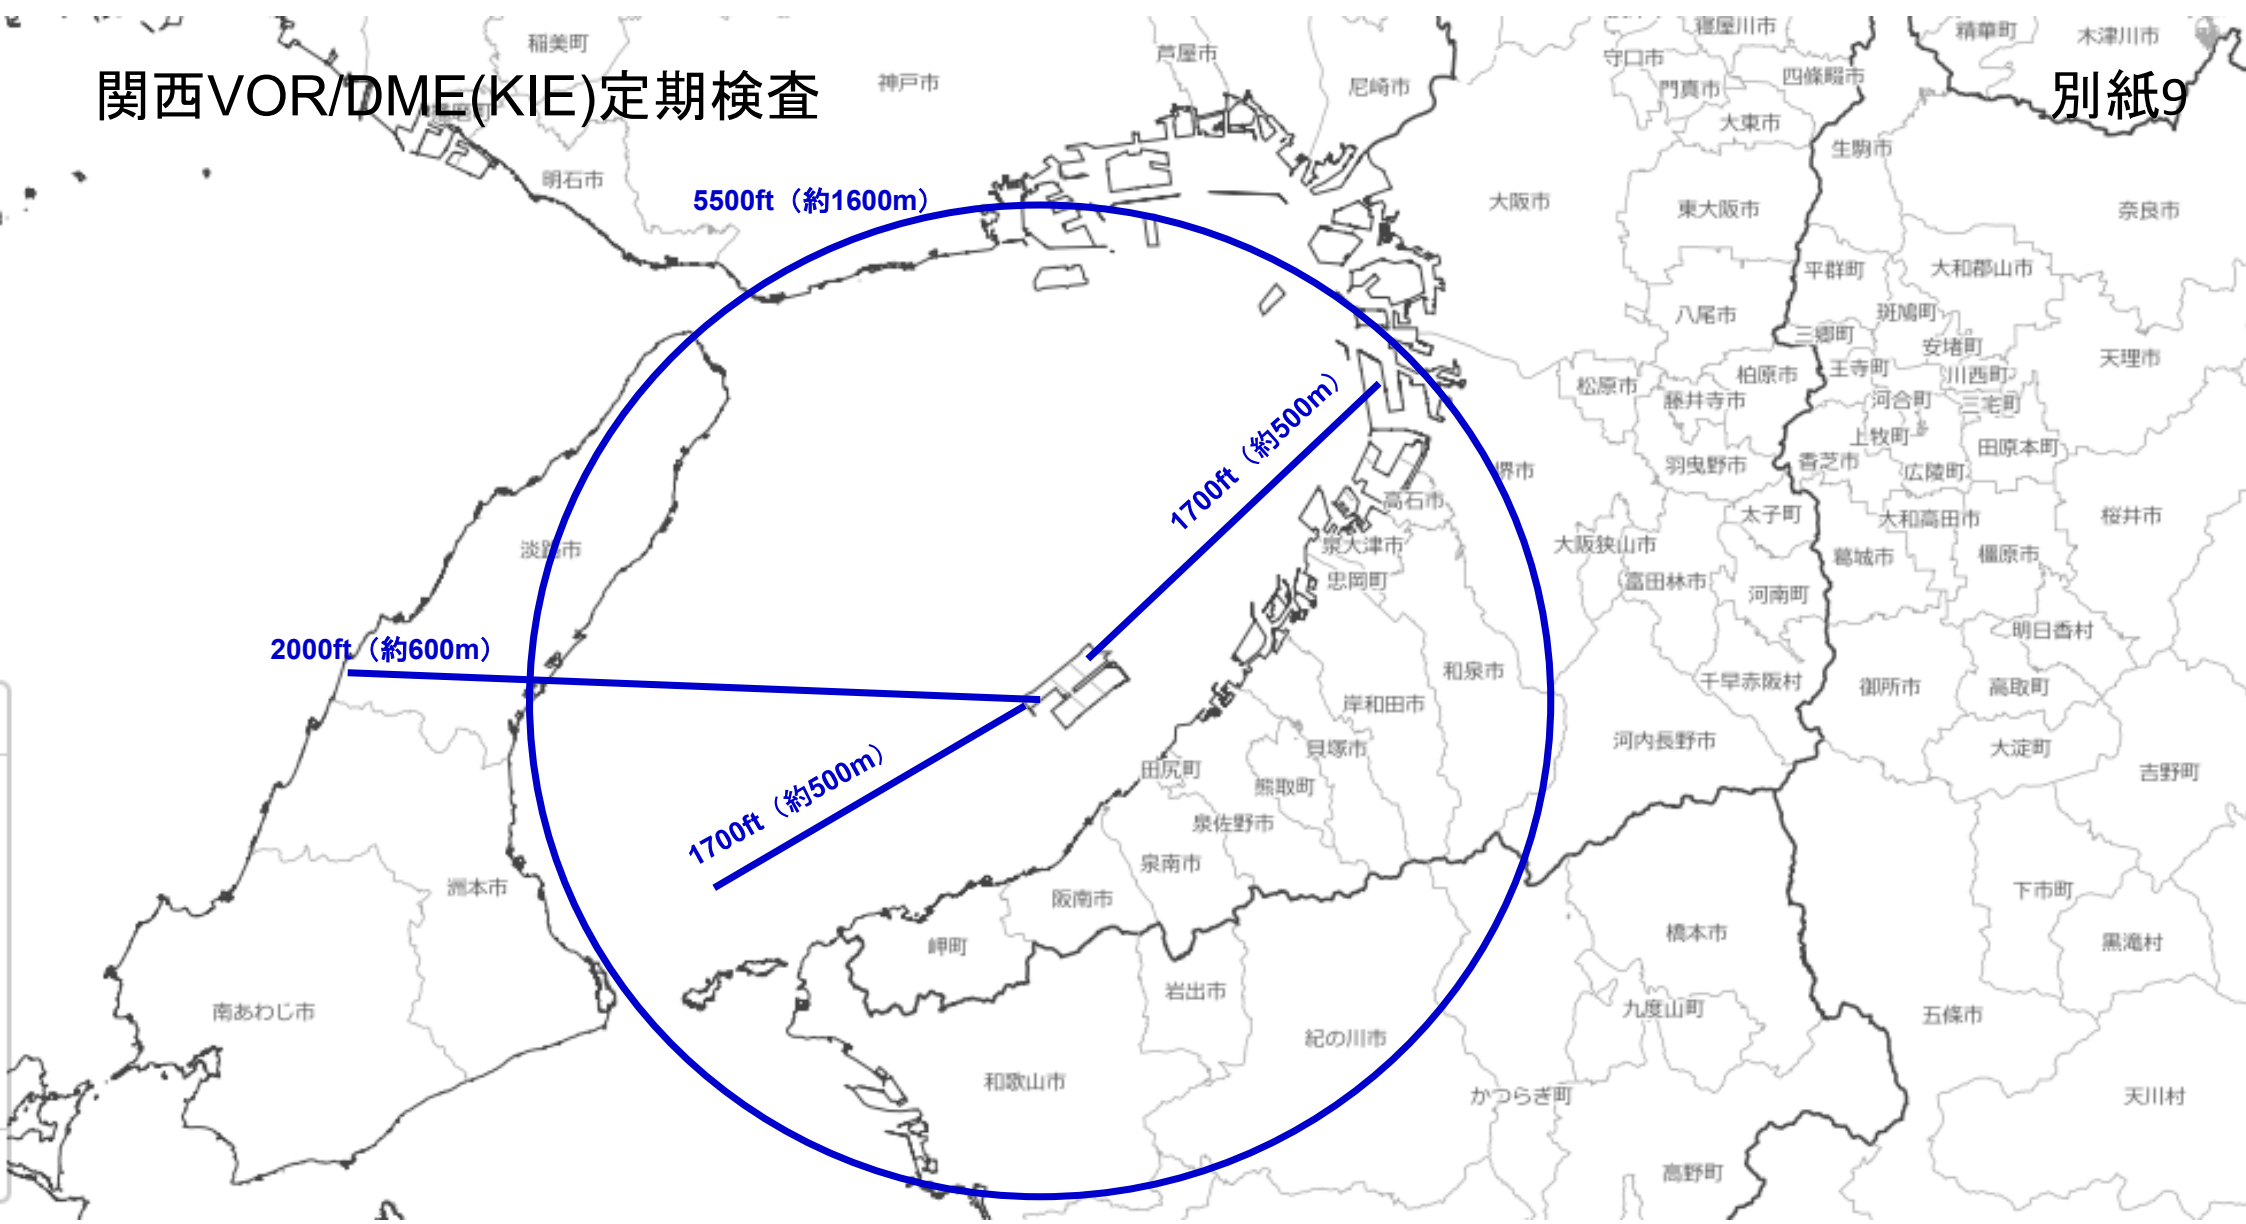 稲美町
芦屋市
寝屋川市
精華町
木津川市
神戸市
尼崎市
守口市
門真市
四條畷市
関西VOR/DME(KIE)定期検査
別紙9
大東市
生駒市
明石市
5500ft（約1600m）
大阪市
東大阪市
奈良市
平群町
大和郡山市
八尾市
斑鳩町
三郷町
安堵町
天理市
松原市
柏原市
王寺町
川西町
藤井寺市
河合町
三宅町
1700ft（約500m）
上牧町
田原本町
羽曳野市
香芝市
広陵町
堺市
高石市
太子町
大和高田市
桜井市
淡路市
泉大津市
大阪狭山市
葛城市
橿原市
忠岡町
富田林市
河南町
明日香村
2000ft（約600m）
和泉市
千早赤阪村
御所市
高取町
岸和田市
河内長野市
大淀町
貝塚市
田尻町
熊取町
吉野町
1700ft（約500m）
泉佐野市
泉南市
洲本市
阪南市
下市町
岬町
橋本市
黒滝村
岩出市
南あわじ市
九度山町
五條市
紀の川市
和歌山市
かつらぎ町
天川村
高野町